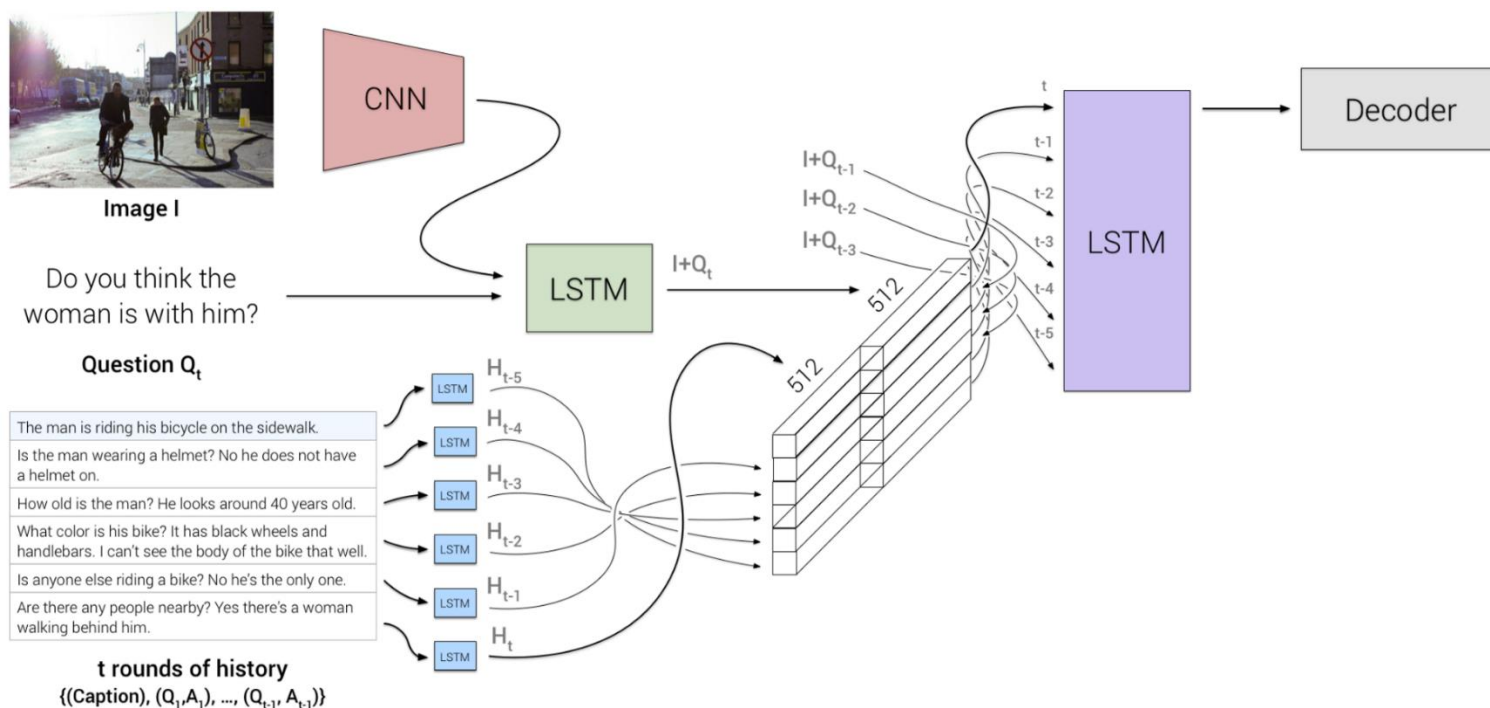 CNN
Image I
Do you think the
woman is with him?
Question Qt
LSTM
I+Qt
I+Qt-1
I+Qt-2
I+Qt-3
512
512
t
t-1
t-2
t-3
t-4
t-5
LSTM
Decoder
The man is riding his bicycle on the sidewalk.
Is the man wearing a helmet? No he does not have
a helmet on.
How old is the man? He looks around 40 years old.
What color is his bike? It has black wheels and
handlebars. I can't see the body of the bike that well.
Is anyone else riding a bike? No he's the only one.
Are there any people nearby? Yes there's a woman
walking behind him.
LSTM
LSTM
LSTM
LSTM
LSTM
LSTM
Ht-5
Ht-4
Ht-3
Ht-2
Ht-1
Ht
t rounds of history
{(Caption), (Q1,A1), ..., (Qt-1, At-1)}